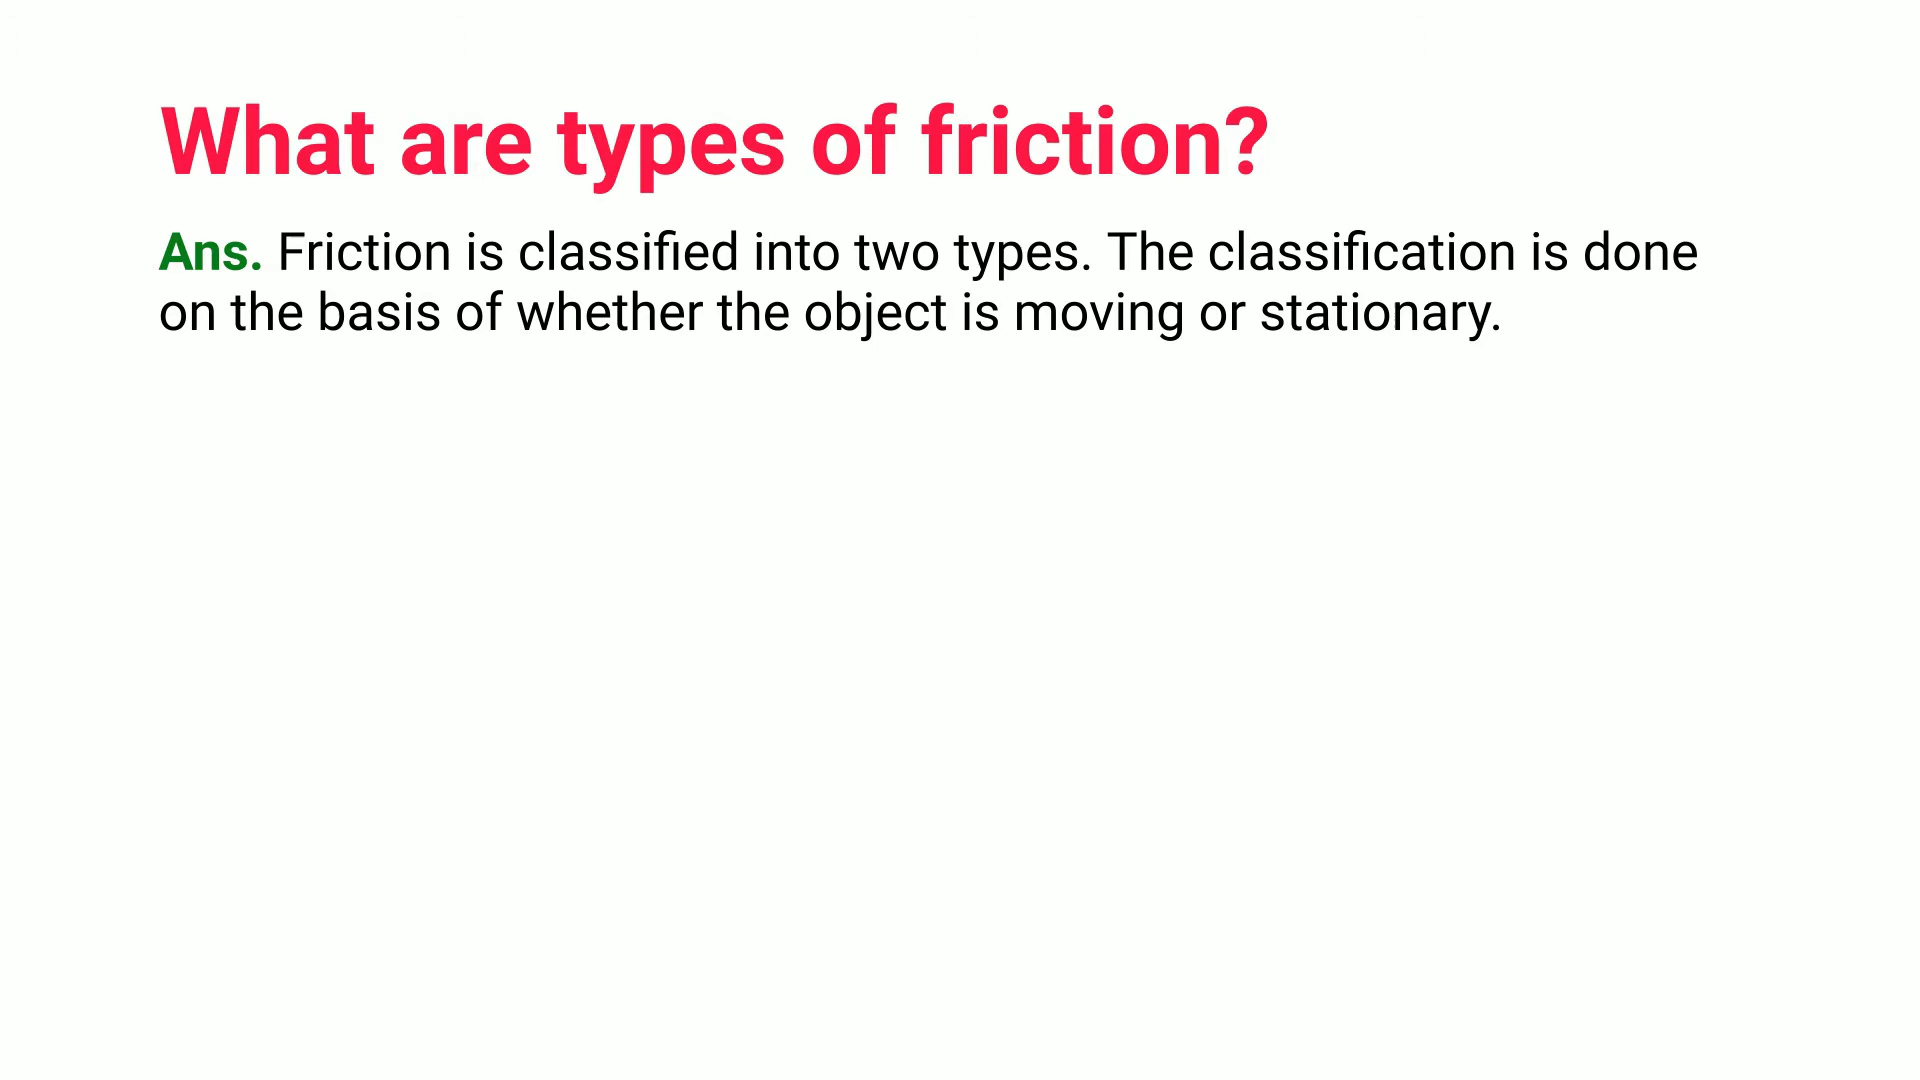 What are types of friction?
Ans. Friction is classified into two types. The classification is done
on the basis of whether the object is moving or stationary.